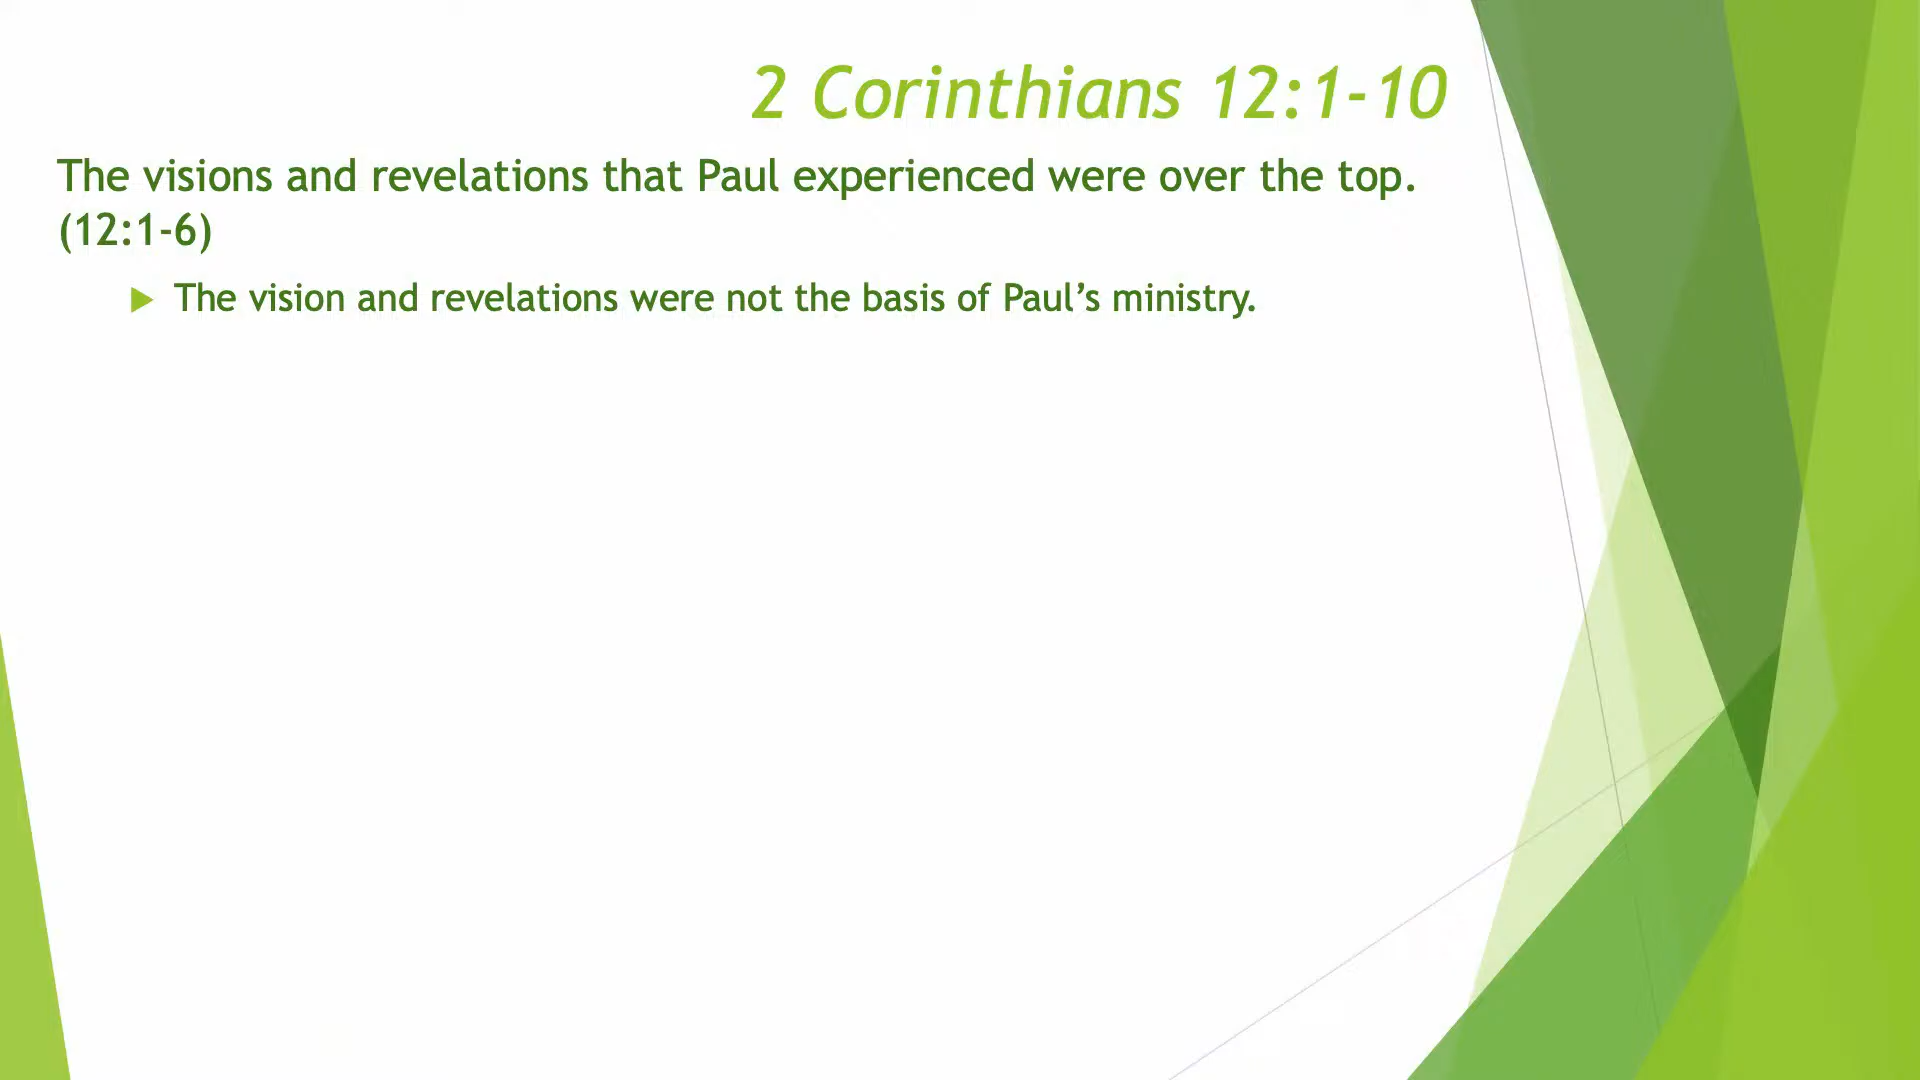 2 Corinthians 12:1-10
The visions and revelations that Paul experienced were over the top.
(12:1-6)
The vision and revelations were not the basis of Paul’s ministry.